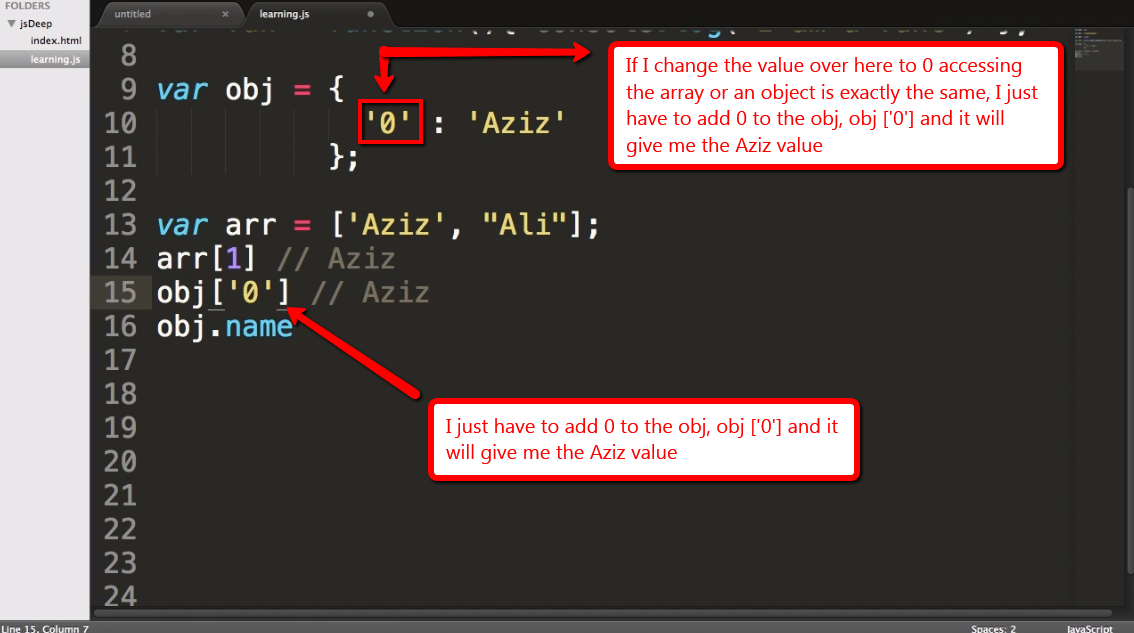 FOLDERS
jsDeep
index.html
learning.js
untitled ×
learning.js
8
9 var obj = {
10 '0' : 'Aziz'
11 };
12
13 var arr = ['Aziz', "Ali"];
14 arr[1] // Aziz
15 obj['0'] // Aziz
16 obj.name
17
18
19
20
21
22
23
24
If I change the value over here to 0 accessing
the array or an object is exactly the same, I just
have to add 0 to the obj, obj ['0'] and it will
give me the Aziz value
I just have to add 0 to the obj, obj ['0'] and it
will give me the Aziz value
Line 15, Column 7
Spaces: 2
JavaScript